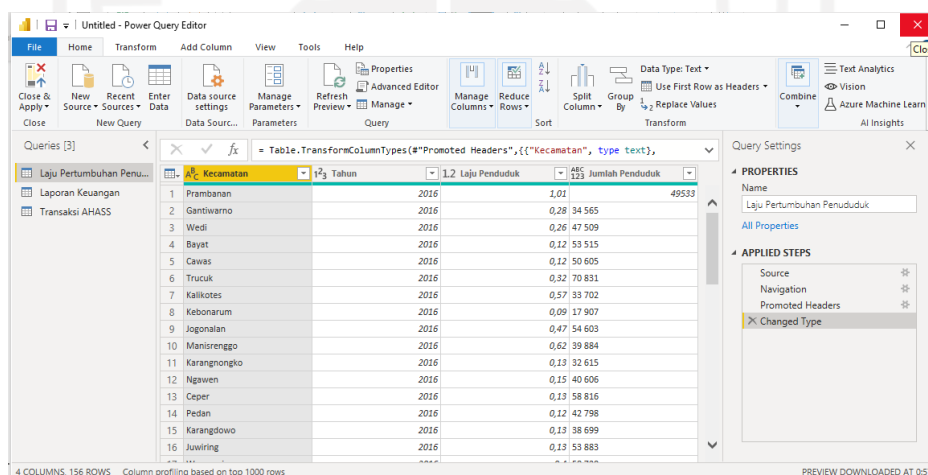 Untitled - Power Query Editor
File Home Transform Add Column View Tools Help
Clo
Close & Apply
New Source
Recent Sources
Enter Data
Data source settings
Manage Parameters
Refresh Preview
Properties
Advanced Editor
Manage
Manage Columns
Reduce Rows
Split Column
Group By
Data Type: Text
Use First Row as Headers
Replace Values
Combine
Text Analytics
Vision
Azure Machine Learn
Close New Query Data Sourc... Parameters Query Sort Transform AI Insights
Queries [3]
Laju Pertumbuhan Penu...
Laporan Keuangan
Transaksi AHASS
fx = Table.TransformColumnTypes(#"Promoted Headers",{{"Kecamatan", type text},
ABC Kecamatan 123 Tahun 1.2 Laju Penduduk ABC123 Jumlah Penduduk
1 Prambanan 2016 1,01 49533
2 Gantiwarno 2016 0,28 34 565
3 Wedi 2016 0,26 47 509
4 Bayat 2016 0,12 53 515
5 Cawas 2016 0,12 50 605
6 Trucuk 2016 0,32 70 831
7 Kalikotes 2016 0,57 33 702
8 Kebonarum 2016 0,09 17 907
9 Jogonalan 2016 0,47 54 603
10 Manisrenggo 2016 0,62 39 884
11 Karangnongko 2016 0,13 32 615
12 Ngawen 2016 0,15 40 606
13 Ceper 2016 0,13 58 816
14 Pedan 2016 0,12 42 798
15 Karangdowo 2016 0,13 38 699
16 Juwiring 2016 0,13 53 883
Query Settings
PROPERTIES
Name
Laju Pertumbuhan Penududuk
All Properties
APPLIED STEPS
Source
Navigation
Promoted Headers
Changed Type
4 COLUMNS, 156 ROWS Column profiling based on top 1000 rows
PREVIEW DOWNLOADED AT 0:5